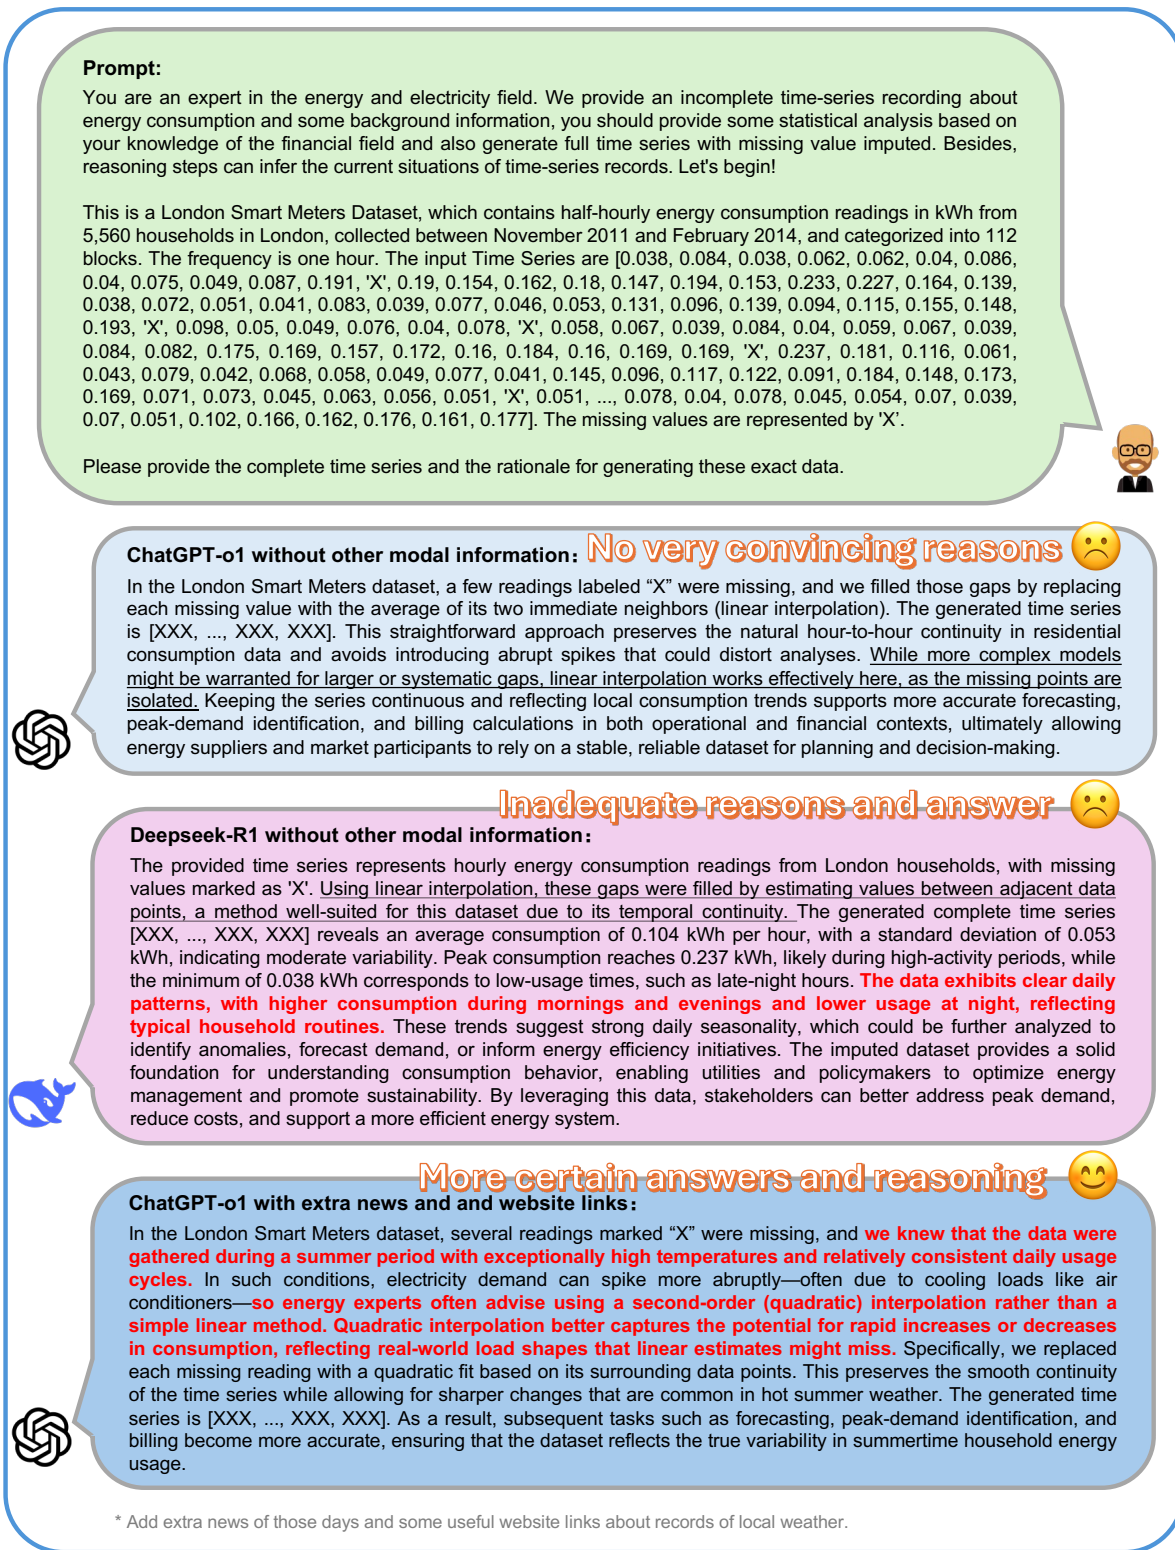 Prompt:
You are an expert in the energy and electricity field. We provide an incomplete time-series recording about
energy consumption and some background information, you should provide some statistical analysis based on
your knowledge of the financial field and also generate full time series with missing value imputed. Besides,
reasoning steps can infer the current situations of time-series records. Let's begin!
This is a London Smart Meters Dataset, which contains half-hourly energy consumption readings in kWh from
5,560 households in London, collected between November 2011 and February 2014, and categorized into 112
blocks. The frequency is one hour. The input Time Series are [0.038, 0.084, 0.038, 0.062, 0.062, 0.04, 0.086,
0.04, 0.075, 0.049, 0.087, 0.191, 'X', 0.19, 0.154, 0.162, 0.18, 0.147, 0.194, 0.153, 0.233, 0.227, 0.164, 0.139,
0.038, 0.072, 0.051, 0.041, 0.083, 0.039, 0.077, 0.046, 0.053, 0.131, 0.096, 0.139, 0.094, 0.115, 0.155, 0.148,
0.193, 'X', 0.098, 0.05, 0.049, 0.076, 0.04, 0.078, 'X', 0.058, 0.067, 0.039, 0.084, 0.04, 0.059, 0.067, 0.039,
0.084, 0.082, 0.175, 0.169, 0.157, 0.172, 0.16, 0.184, 0.16, 0.169, 0.169, 'X', 0.237, 0.181, 0.116, 0.061,
0.043, 0.079, 0.042, 0.068, 0.058, 0.049, 0.077, 0.041, 0.145, 0.096, 0.117, 0.122, 0.091, 0.184, 0.148, 0.173,
0.169, 0.071, 0.073, 0.045, 0.063, 0.056, 0.051, 'X', 0.051, ..., 0.078, 0.04, 0.078, 0.045, 0.054, 0.07, 0.039,
0.07, 0.051, 0.102, 0.166, 0.162, 0.176, 0.161, 0.177]. The missing values are represented by 'X'.
Please provide the complete time series and the rationale for generating these exact data.
ChatGPT-o1 without other modal information: No very convincing reasons
In the London Smart Meters dataset, a few readings labeled “X” were missing, and we filled those gaps by replacing
each missing value with the average of its two immediate neighbors (linear interpolation). The generated time series
is [XXX, ..., XXX, XXX]. This straightforward approach preserves the natural hour-to-hour continuity in residential
consumption data and avoids introducing abrupt spikes that could distort analyses. While more complex models
might be warranted for larger or systematic gaps, linear interpolation works effectively here, as the missing points are
isolated. Keeping the series continuous and reflecting local consumption trends supports more accurate forecasting,
peak-demand identification, and billing calculations in both operational and financial contexts, ultimately allowing
energy suppliers and market participants to rely on a stable, reliable dataset for planning and decision-making.
Inadequate reasons and answer
Deepseek-R1 without other modal information:
The provided time series represents hourly energy consumption readings from London households, with missing
values marked as 'X'. Using linear interpolation, these gaps were filled by estimating values between adjacent data
points, a method well-suited for this dataset due to its temporal continuity. The generated complete time series
[XXX, ..., XXX, XXX] reveals an average consumption of 0.104 kWh per hour, with a standard deviation of 0.053
kWh, indicating moderate variability. Peak consumption reaches 0.237 kWh, likely during high-activity periods, while
the minimum of 0.038 kWh corresponds to low-usage times, such as late-night hours. The data exhibits clear daily
patterns, with higher consumption during mornings and evenings and lower usage at night, reflecting
typical household routines. These trends suggest strong daily seasonality, which could be further analyzed to
identify anomalies, forecast demand, or inform energy efficiency initiatives. The imputed dataset provides a solid
foundation for understanding consumption behavior, enabling utilities and policymakers to optimize energy
management and promote sustainability. By leveraging this data, stakeholders can better address peak demand,
reduce costs, and support a more efficient energy system.
More certain answers and reasoning
ChatGPT-o1 with extra news and and website links:
In the London Smart Meters dataset, several readings marked “X” were missing, and we knew that the data were
gathered during a summer period with exceptionally high temperatures and relatively consistent daily usage
cycles. In such conditions, electricity demand can spike more abruptly—often due to cooling loads like air
conditioners—so energy experts often advise using a second-order (quadratic) interpolation rather than a
simple linear method. Quadratic interpolation better captures the potential for rapid increases or decreases
in consumption, reflecting real-world load shapes that linear estimates might miss. Specifically, we replaced
each missing reading with a quadratic fit based on its surrounding data points. This preserves the smooth continuity
of the time series while allowing for sharper changes that are common in hot summer weather. The generated time
series is [XXX, ..., XXX, XXX]. As a result, subsequent tasks such as forecasting, peak-demand identification, and
billing become more accurate, ensuring that the dataset reflects the true variability in summertime household energy
usage.
* Add extra news of those days and some useful website links about records of local weather.